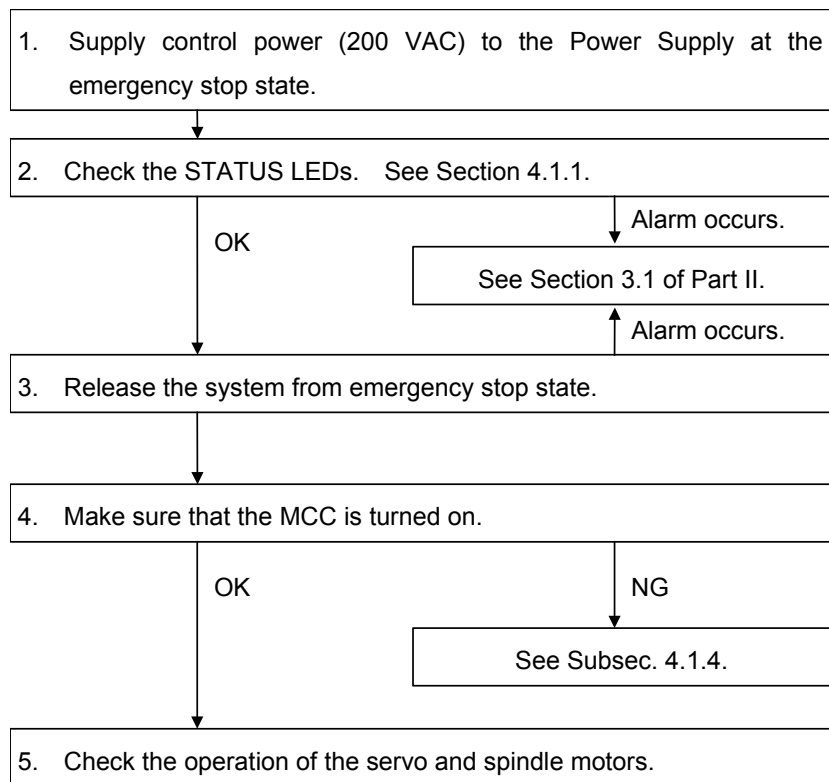 1. Supply control power (200 VAC) to the Power Supply at the
emergency stop state.
2. Check the STATUS LEDs. See Section 4.1.1.
Alarm occurs.
OK
See Section 3.1 of Part II.
Alarm occurs.
3. Release the system from emergency stop state.
4. Make sure that the MCC is turned on.
OK
NG
See Subsec. 4.1.4.
5. Check the operation of the servo and spindle motors.